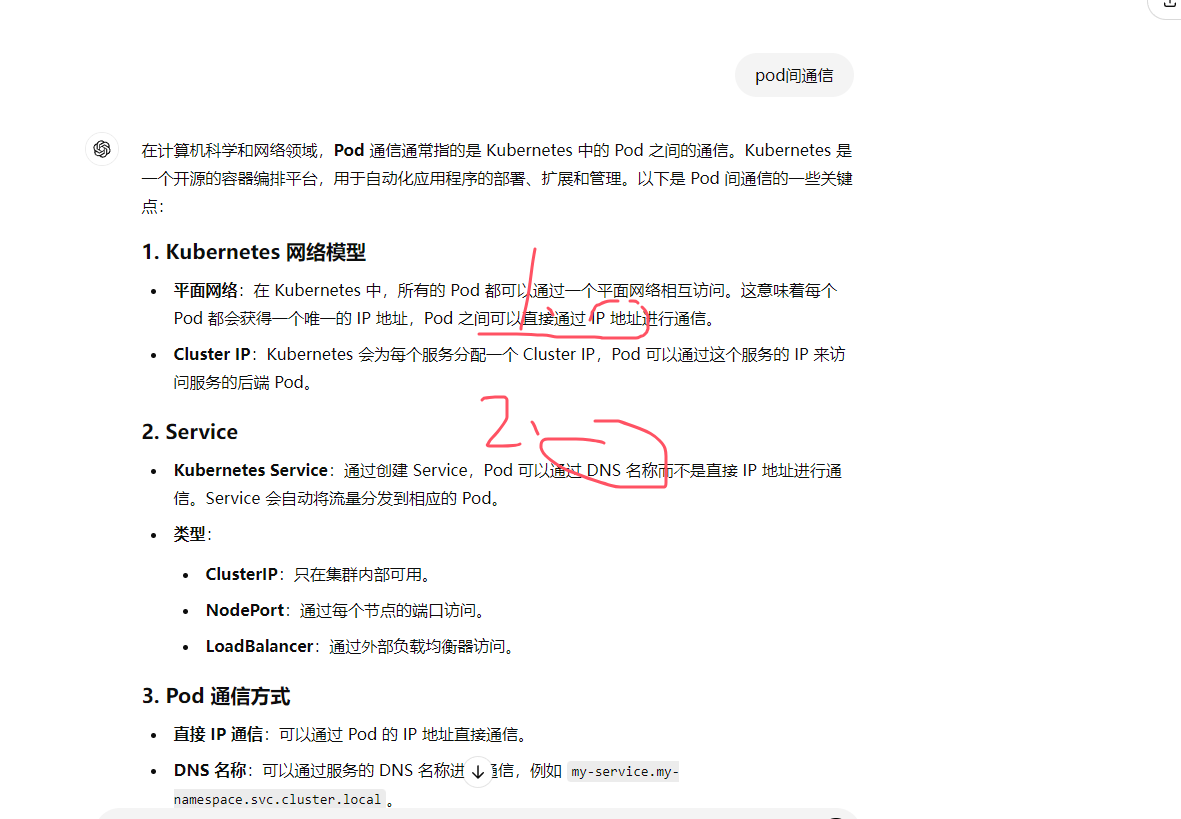 pod间通信
在计算机科学和网络领域，Pod 通信通常指的是 Kubernetes 中的 Pod 之间的通信。Kubernetes 是
一个开源的容器编排平台，用于自动化应用程序的部署、扩展和管理。以下是 Pod 间通信的一些关键
点：
1. Kubernetes 网络模型
• 平面网络：在 Kubernetes 中，所有的 Pod 都可以通过一个平面网络相互访问。这意味着每个
Pod 都会获得一个唯一的 IP 地址，Pod 之间可以直接通过 IP 地址进行通信。
1、
• Cluster IP：Kubernetes 会为每个服务分配一个 Cluster IP，Pod 可以通过这个服务的 IP 来访
问服务的后端 Pod。
2、
2. Service
• Kubernetes Service：通过创建 Service，Pod 可以通过 DNS 名称而不是直接 IP 地址进行通
信。Service 会自动将流量分发到相应的 Pod。
• 类型：
• ClusterIP：只在集群内部可用。
• NodePort：通过每个节点的端口访问。
• LoadBalancer：通过外部负载均衡器访问。
3. Pod 通信方式
• 直接 IP 通信：可以通过 Pod 的 IP 地址直接通信。
• DNS 名称：可以通过服务的 DNS 名称进 通信，例如 my-service.my-
namespace.svc.cluster.local 。